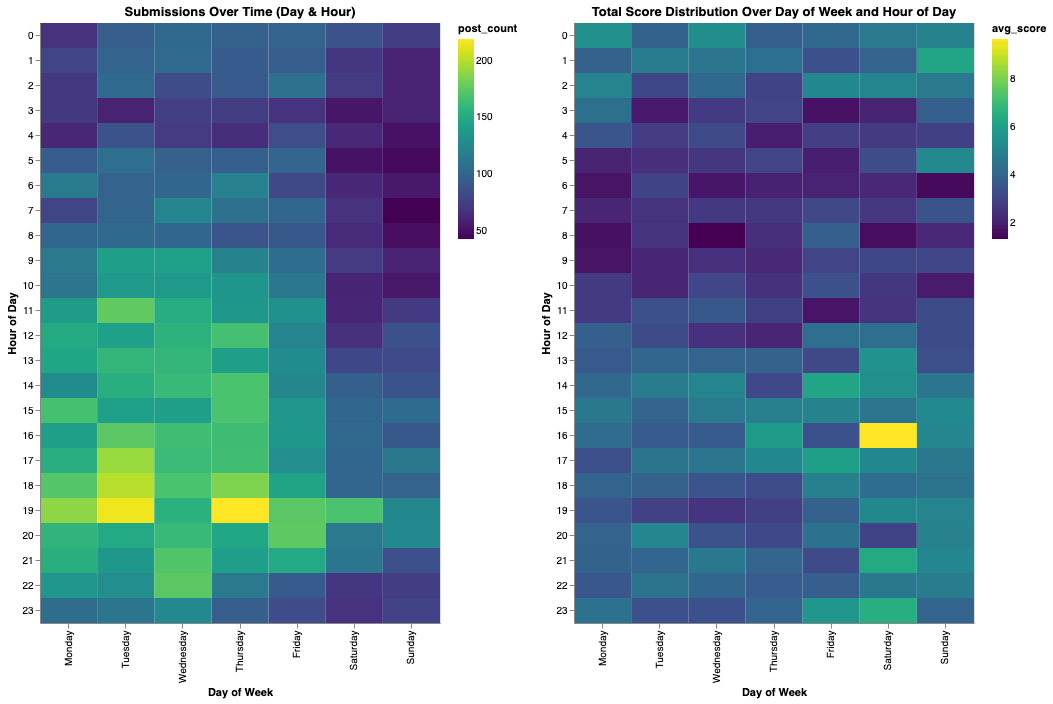 Submissions Over Time (Day & Hour)
post_count
200
150
100
50
Hour of Day
0
1
2
3
4
5
6
7
8
9
10
11
12
13
14
15
16
17
18
19
20
21
22
23
Monday
Tuesday
Wednesday
Thursday
Friday
Saturday
Sunday
Day of Week
Total Score Distribution Over Day of Week and Hour of Day
avg_score
8
6
4
2
Hour of Day
0
1
2
3
4
5
6
7
8
9
10
11
12
13
14
15
16
17
18
19
20
21
22
23
Monday
Tuesday
Wednesday
Thursday
Friday
Saturday
Sunday
Day of Week